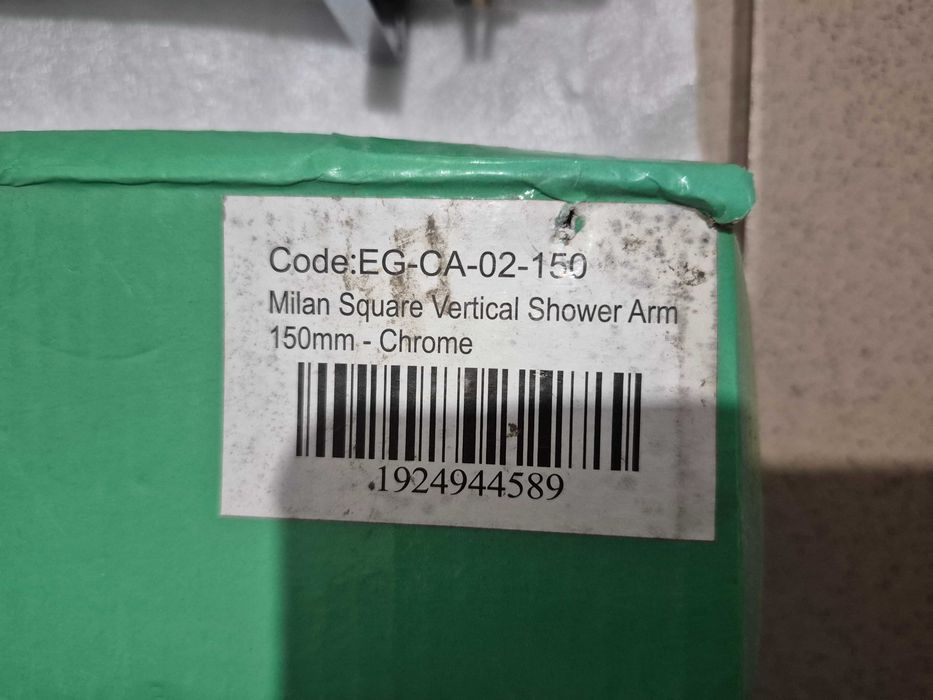 Code:EG-CA-02-150
Milan Square Vertical Shower Arm
150mm - Chrome
1924944589